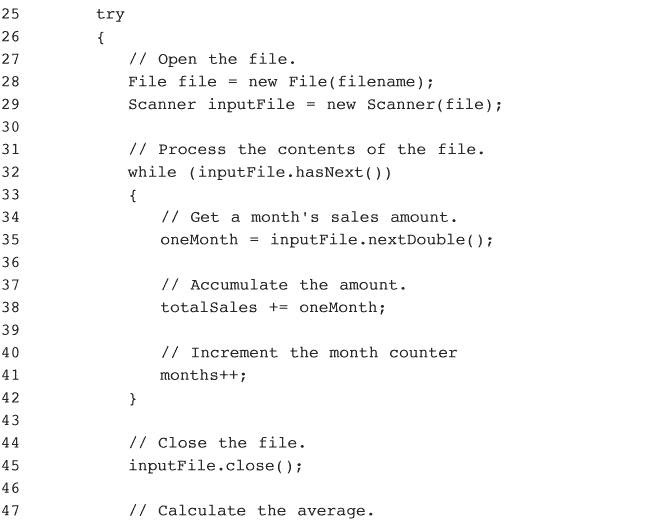 25 try
26 {
27 // Open the file.
28 File file = new File(filename);
29 Scanner inputFile = new Scanner(file);
30
31 // Process the contents of the file.
32 while (inputFile.hasNext())
33 {
34 // Get a month's sales amount.
35 oneMonth = inputFile.nextDouble();
36
37 // Accumulate the amount.
38 totalSales += oneMonth;
39
40 // Increment the month counter
41 months++;
42 }
43
44 // Close the file.
45 inputFile.close();
46
47 // Calculate the average.